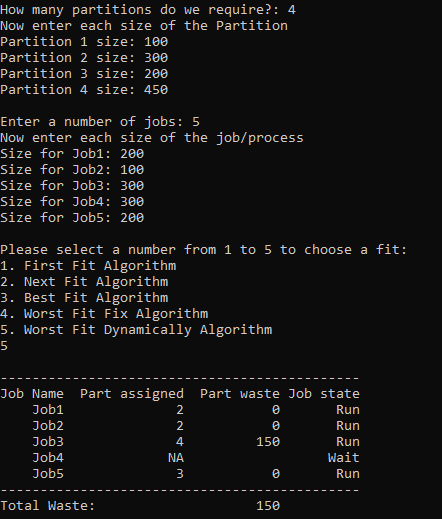 How many partitions do we require?: 4
Now enter each size of the Partition
Partition 1 size: 100
Partition 2 size: 300
Partition 3 size: 200
Partition 4 size: 450
Enter a number of jobs: 5
Now enter each size of the job/process
Size for Job1: 200
Size for Job2: 100
Size for Job3: 300
Size for Job4: 300
Size for Job5: 200
Please select a number from 1 to 5 to choose a fit:
1. First Fit Algorithm
2. Next Fit Algorithm
3. Best Fit Algorithm
4. Worst Fit Fix Algorithm
5. Worst Fit Dynamically Algorithm
5
---------------------------------------------
Job Name  Part assigned  Part waste Job state
Job1               2           0       Run
Job2               2           0       Run
Job3               4         150       Run
Job4              NA                  Wait
Job5               3           0       Run
---------------------------------------------
Total Waste:                    150